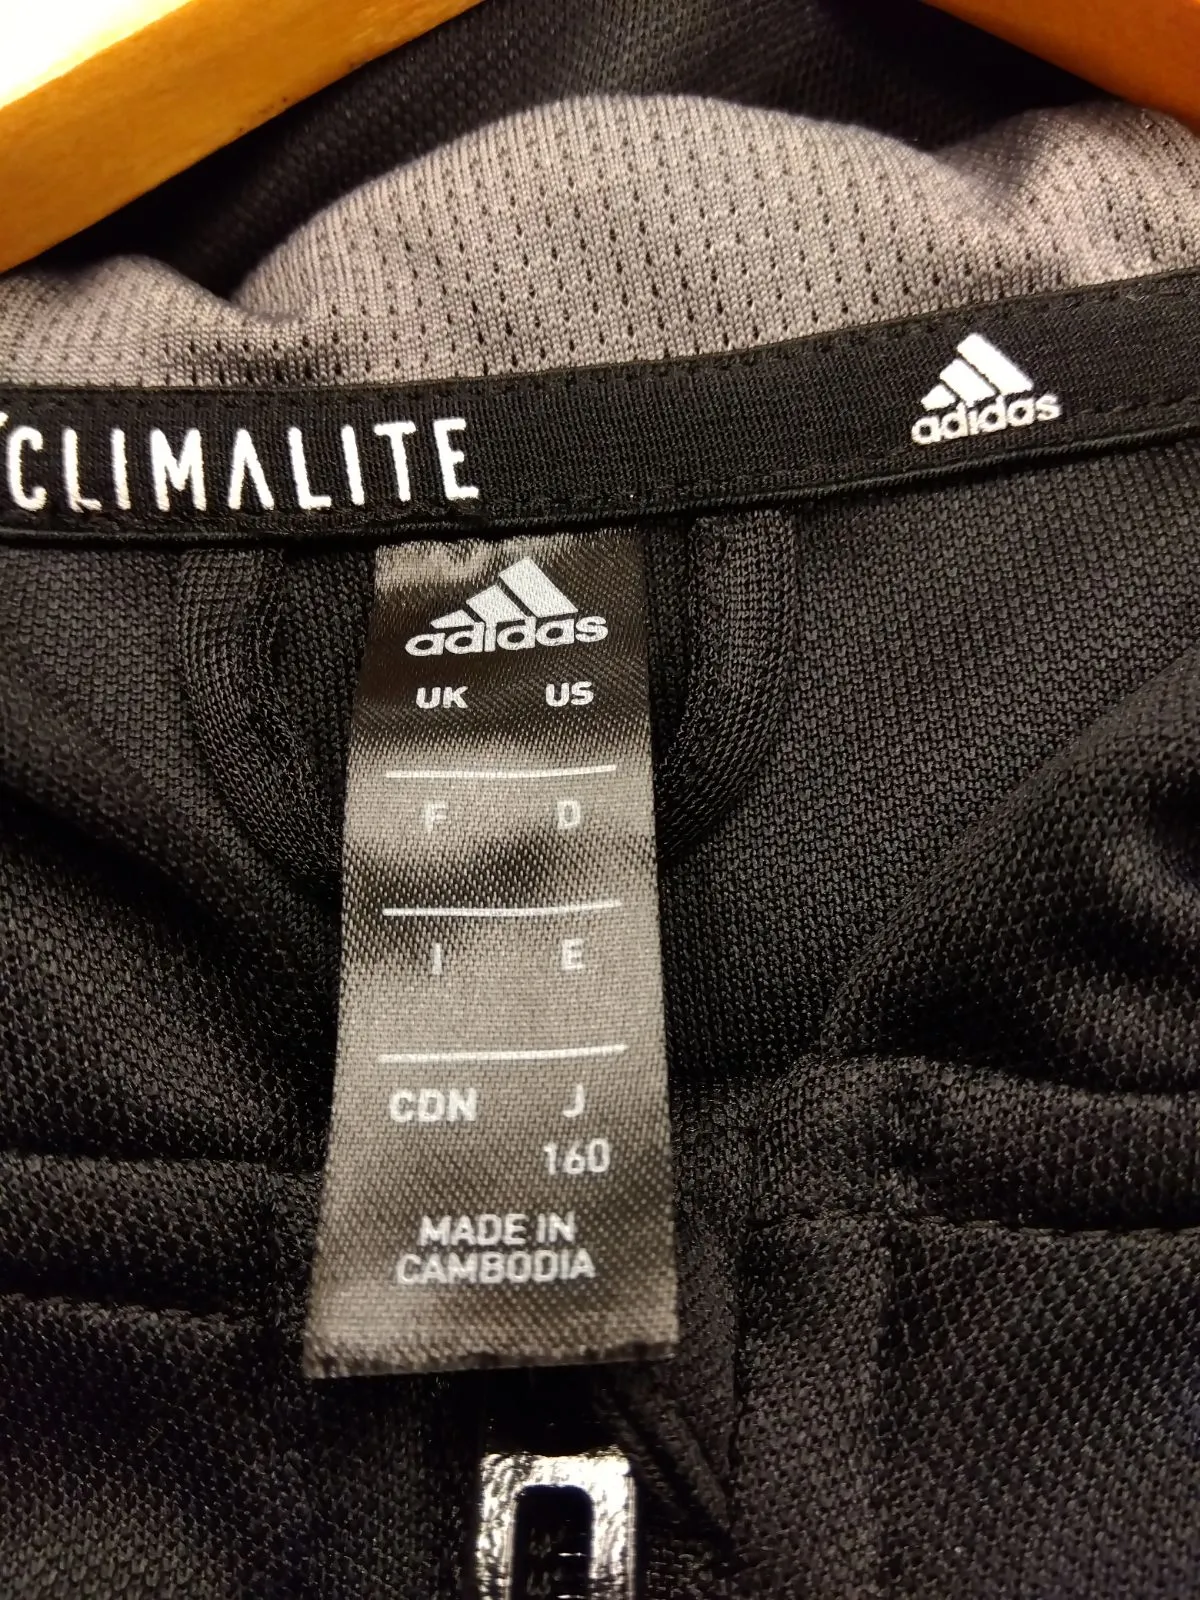 CLIMALITE
adidas
adidas
UK US
F D
I E
CDN J
160
MADE IN
CAMBODIA